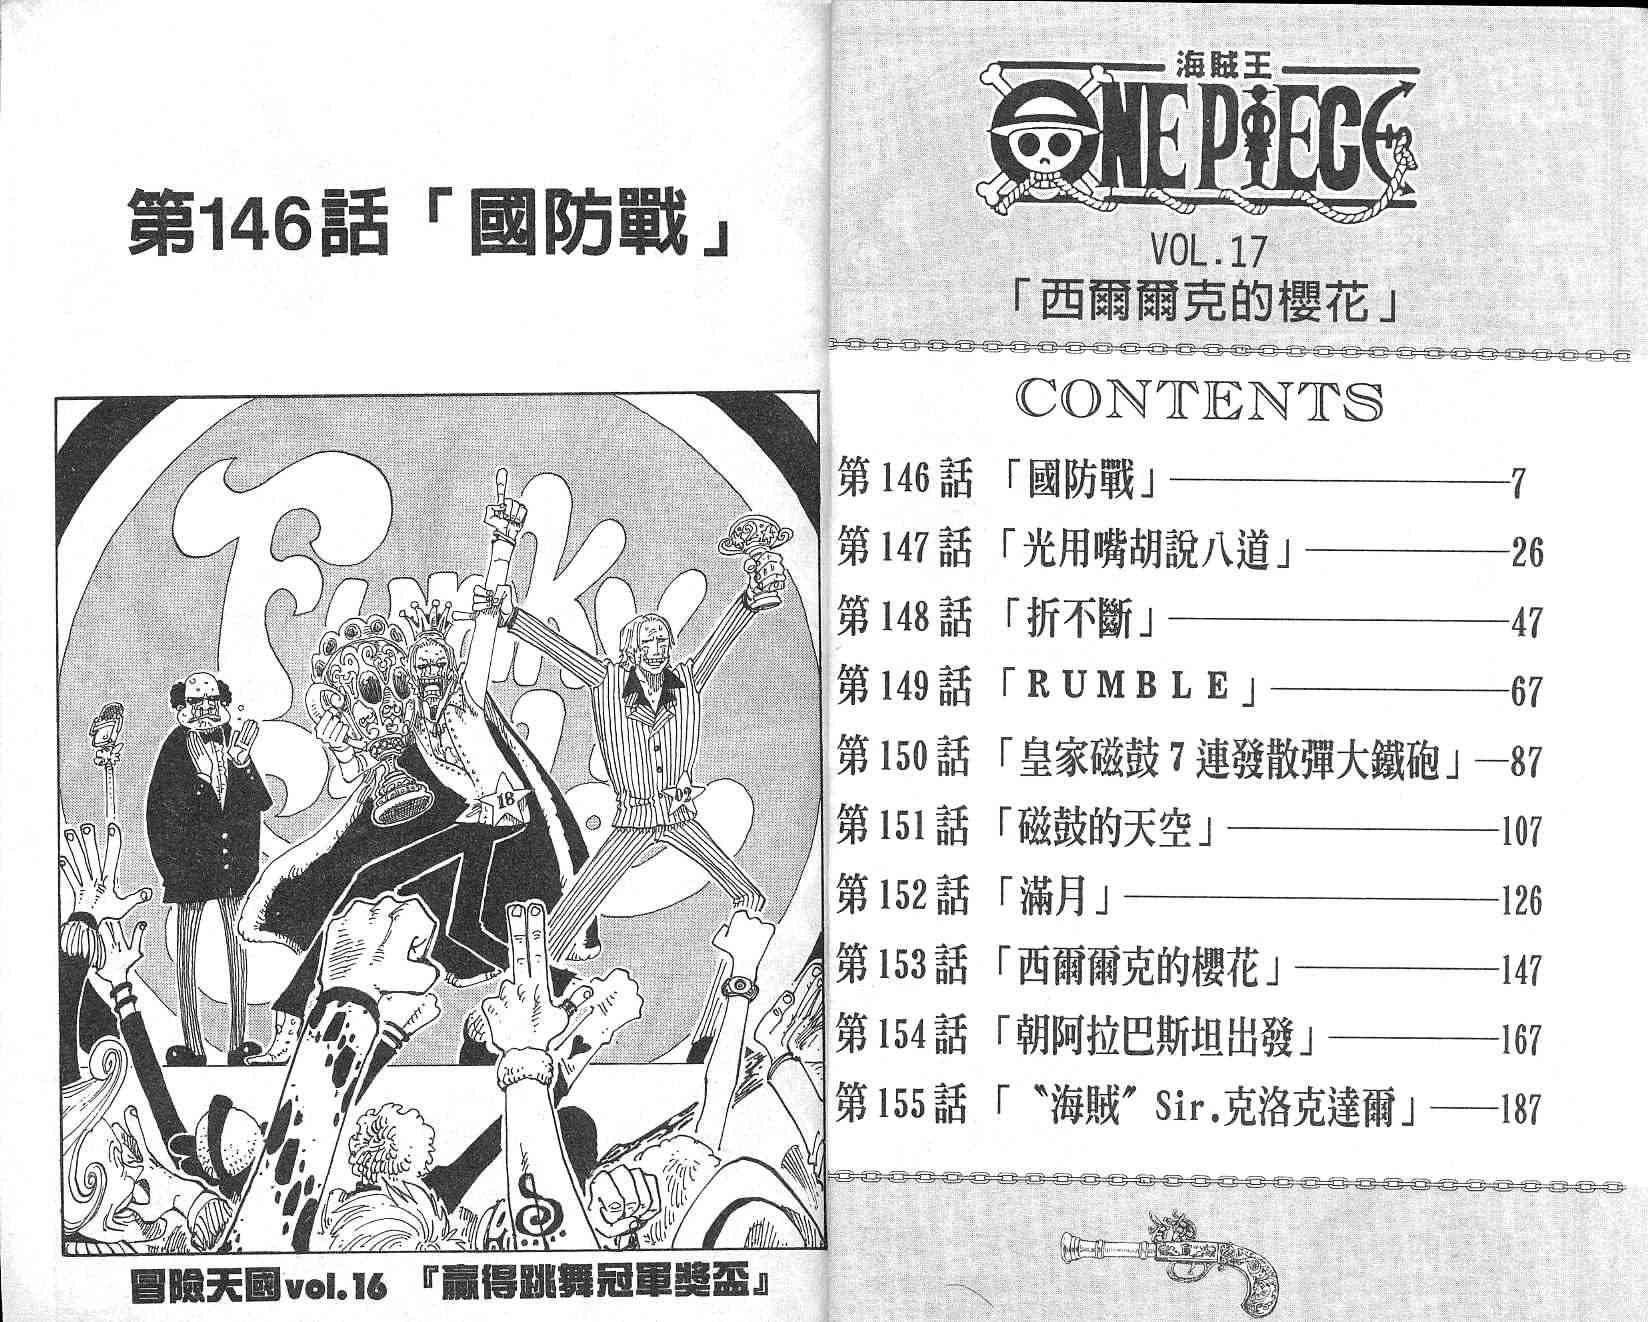 第146話「國防戰」
FUNKY
18
02
冒險天國vol.16 『贏得跳舞冠軍獎盃』
海賊王
ONE PIECE
VOL.17
「西爾爾克的櫻花」
CONTENTS
第146話 「國防戰」 7
第147話 「光用嘴胡說八道」 26
第148話 「折不斷」 47
第149話 「RUMBLE」 67
第150話 「皇家磁鼓7連發散彈大鐵砲」 87
第151話 「磁鼓的天空」 107
第152話 「滿月」 126
第153話 「西爾爾克的櫻花」 147
第154話 「朝阿拉巴斯坦出發」 167
第155話 「〝海賊〞Sir.克洛克達爾」 187